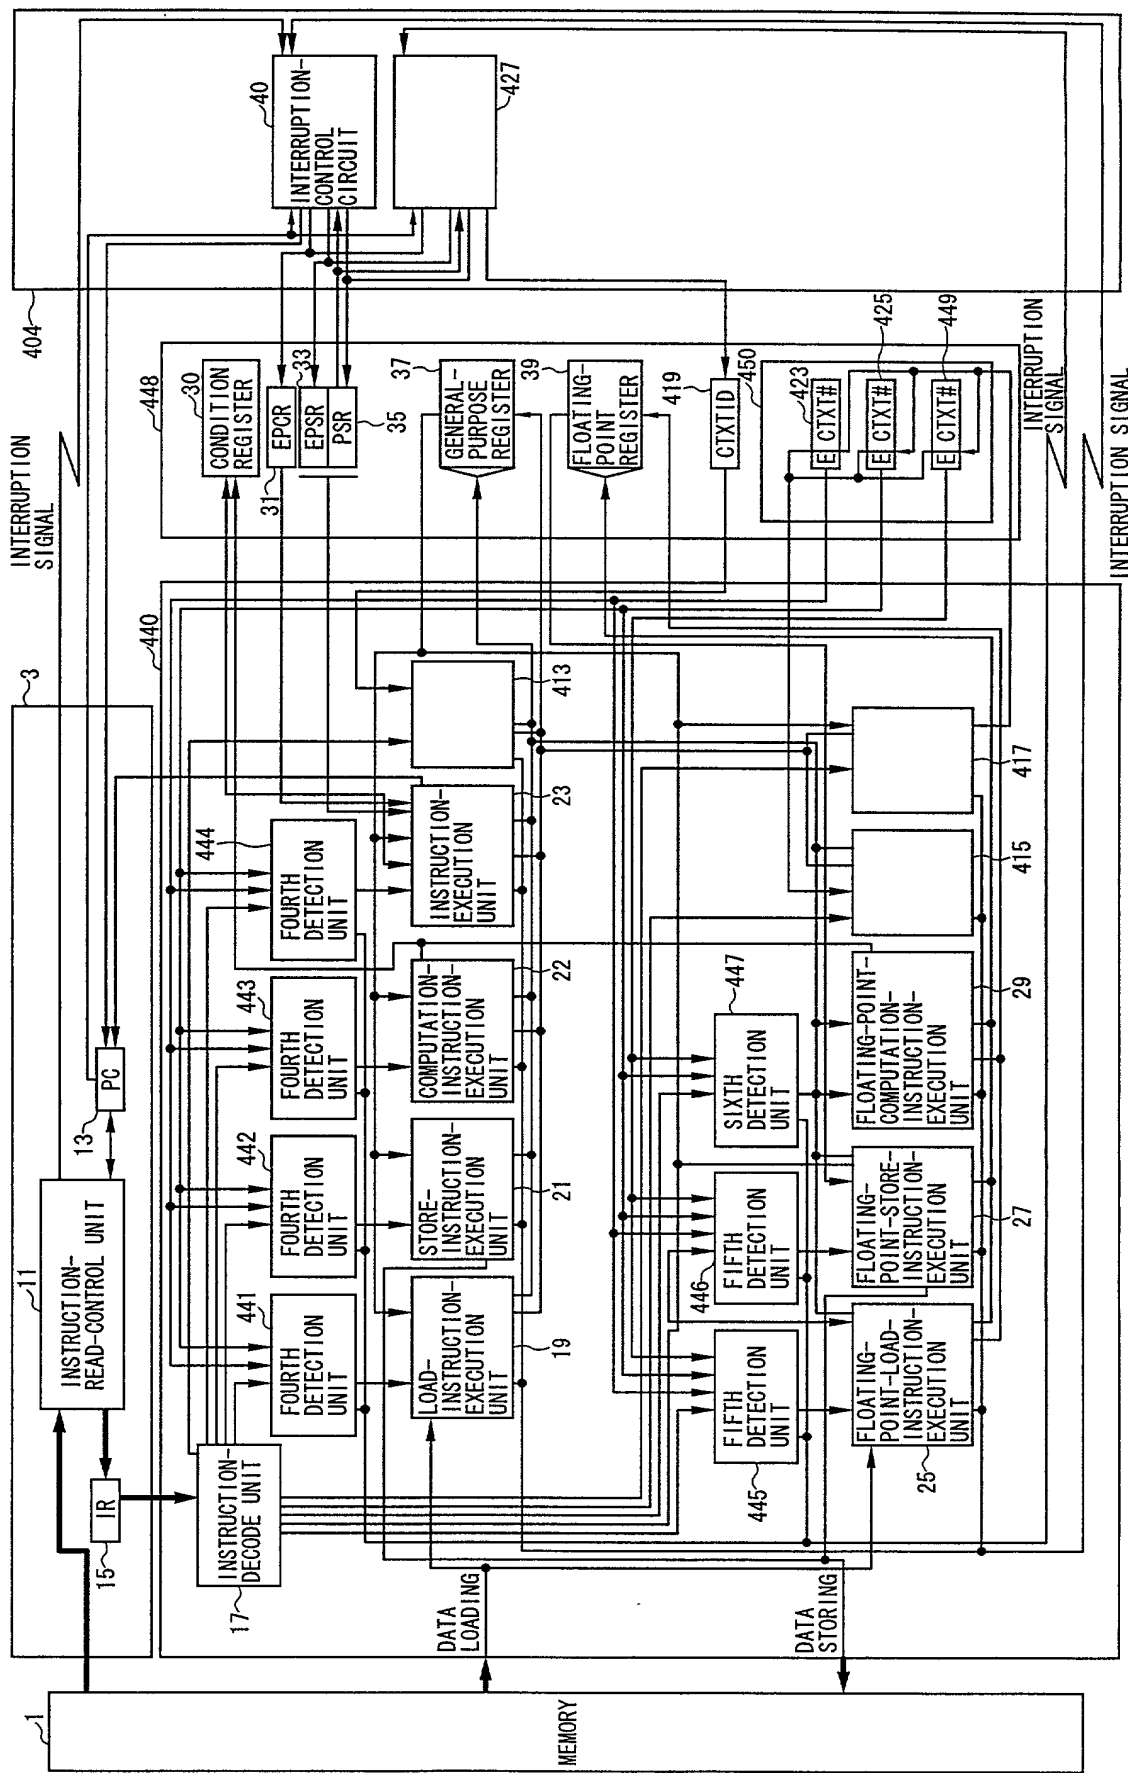 1
MEMORY
3
11
INSTRUCTION-
READ-CONTROL UNIT
13
PC
15
IR
INTERRUPTION
SIGNAL
404
40
INTERRUPTION-
CONTROL
CIRCUIT
427
440
17
INSTRUCTION-
DECODE UNIT
441
FOURTH
DETECTION
UNIT
442
FOURTH
DETECTION
UNIT
443
FOURTH
DETECTION
UNIT
444
FOURTH
DETECTION
UNIT
LOAD-
INSTRUCTION-
EXECUTION
UNIT
19
STORE-
INSTRUCTION-
EXECUTION
UNIT
21
COMPUTATION-
INSTRUCTION-
EXECUTION
UNIT
22
INSTRUCTION-
EXECUTION
UNIT
23
413
DATA
LOADING
DATA
STORING
445
FIFTH
DETECTION
UNIT
446
FIFTH
DETECTION
UNIT
447
SIXTH
DETECTION
UNIT
25
FLOATING-
POINT-LOAD-
INSTRUCTION-
EXECUTION
UNIT
27
FLOATING-
POINT-STORE-
INSTRUCTION-
EXECUTION
UNIT
29
FLOATING-POINT-
COMPUTATION-
INSTRUCTION-
EXECUTION
UNIT
415
417
448
30
CONDITION
REGISTER
31
EPCR
33
EPSR
PSR
35
37
GENERAL-
PURPOSE
REGISTER
39
FLOATING-
POINT
REGISTER
419
CTXTID
450
423
E CTXT#
425
E CTXT#
449
E CTXT#
INTERRUPTION
SIGNAL
INTERRUPTION SIGNAL